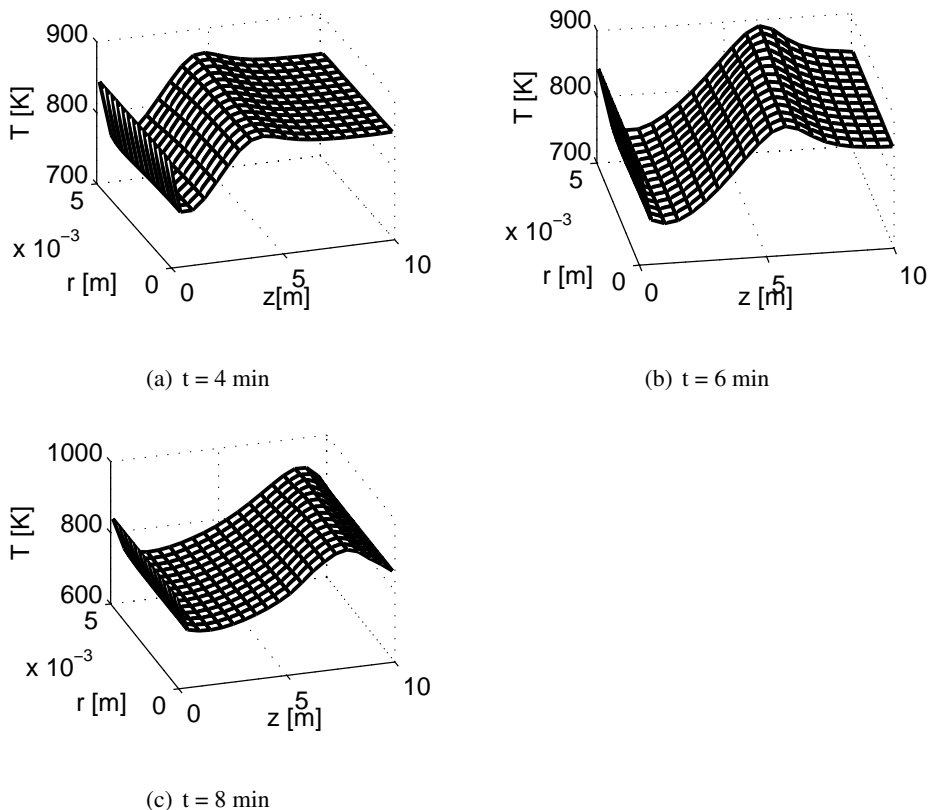 900
800
700
T [K]
5
x 10⁻³
r [m]
0
0
5
10
z[m]
(a) t = 4 min
900
800
700
T [K]
5
x 10⁻³
r [m]
0
0
5
10
z [m]
(b) t = 6 min
1000
800
600
T [K]
5
x 10⁻³
r [m]
0
0
5
10
z [m]
(c) t = 8 min